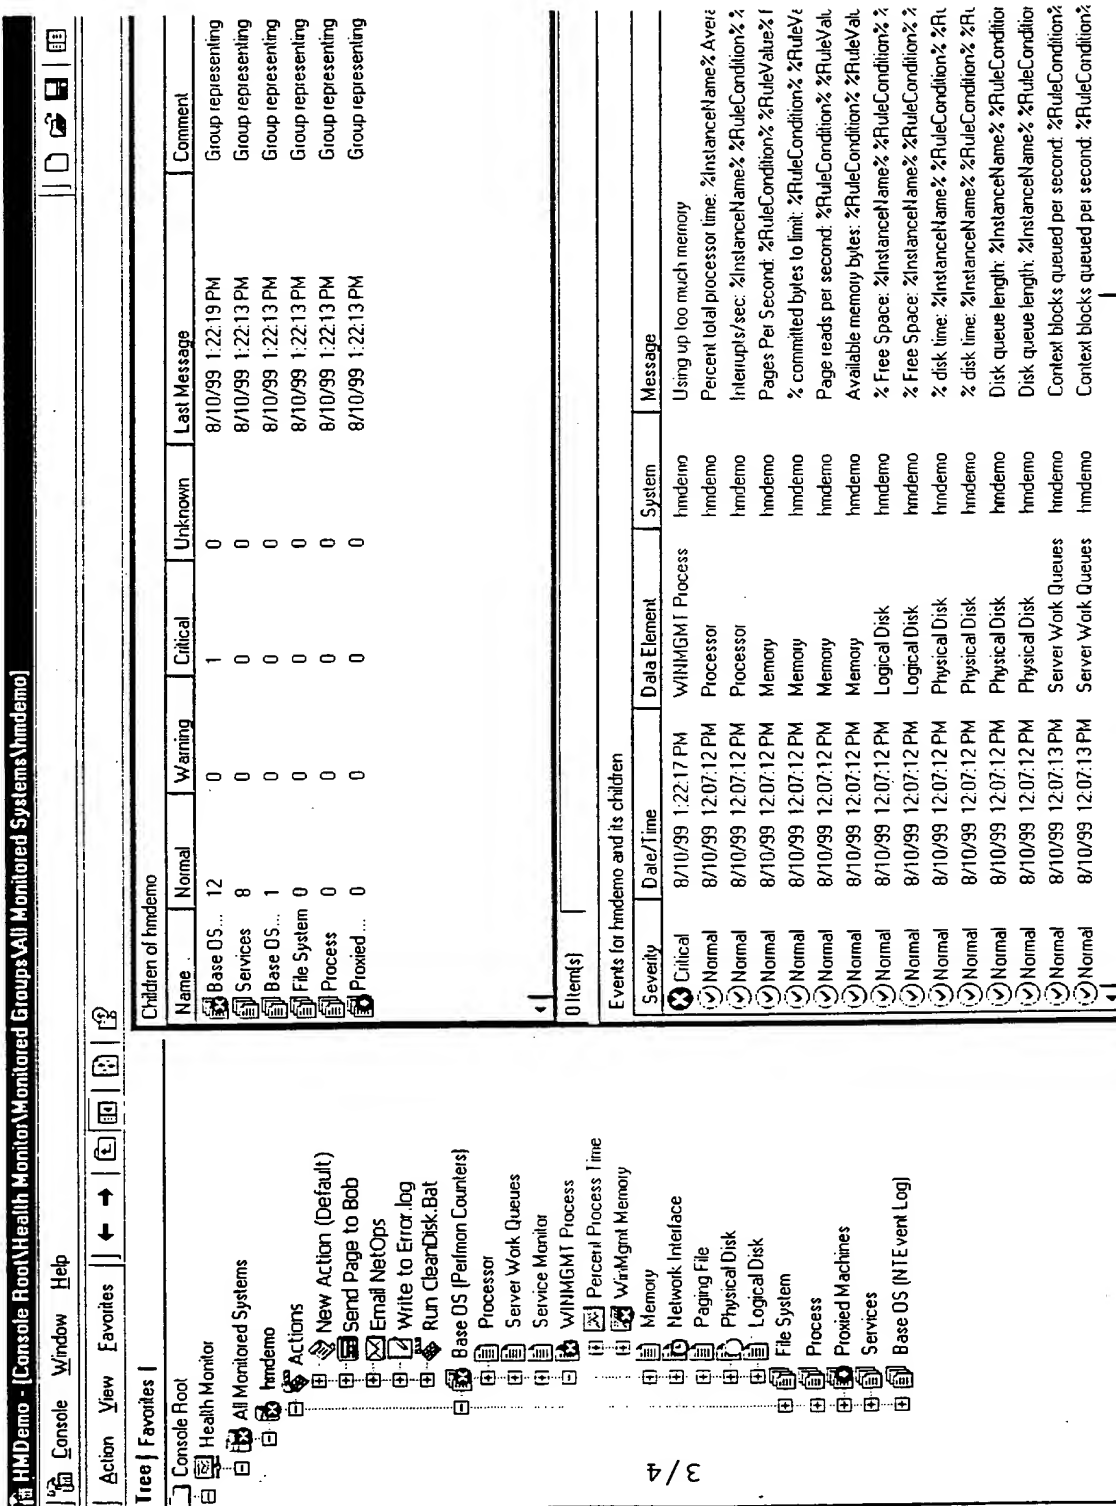 HMDemo - [Console Root\Health Monitor\Monitored Groups\All Monitored Systems\hmdemo]
Console Window Help
Action View Favorites
Tree | Favorites |
Console Root
Health Monitor
All Monitored Systems
hmdemo
Actions
New Action (Default)
Send Page to Bob
Email NetOps
Write to Error.log
Run CleanDisk.Bat
Base OS (Perfmon Counters)
Processor
Server Work Queues
Service Monitor
WINMGMT Process
Percent Process Time
WinMgnt Memory
Memory
Network Interface
Paging File
Physical Disk
Logical Disk
File System
Process
Proxied Machines
Services
Base OS (NTEvent Log)
Children of hmdemo
Name Normal Warning Critical Unknown Last Message Comment
Base OS... 12 0 1 0 8/10/99 1:22:19 PM Group representing
Services 8 0 0 0 8/10/99 1:22:13 PM Group representing
Base OS... 1 0 0 0 8/10/99 1:22:13 PM Group representing
File System 0 0 0 0 8/10/99 1:22:13 PM Group representing
Process 0 0 0 0 8/10/99 1:22:13 PM Group representing
Proxied ... 0 0 0 0 8/10/99 1:22:13 PM Group representing
0 Item(s)
Events for hmdemo and its children
Severity Date/Time Data Element System Message
Critical 8/10/99 1:22:17 PM WINMGMT Process hmdemo Using up too much memory
Normal 8/10/99 12:07:12 PM Processor hmdemo Percent total processor time: %InstanceName% Avera
Normal 8/10/99 12:07:12 PM Processor hmdemo Interrupts/sec: %InstanceName% %RuleCondition% %
Normal 8/10/99 12:07:12 PM Memory hmdemo Pages Per Second: %RuleCondition% %RuleValue%
Normal 8/10/99 12:07:12 PM Memory hmdemo % committed bytes to limit: %RuleCondition% %RuleVa
Normal 8/10/99 12:07:12 PM Memory hmdemo Page reads per second: %RuleCondition% %RuleValu
Normal 8/10/99 12:07:12 PM Memory hmdemo Available memory bytes: %RuleCondition% %RuleValu
Normal 8/10/99 12:07:12 PM Logical Disk hmdemo % Free Space: %InstanceName% %RuleCondition% %
Normal 8/10/99 12:07:12 PM Logical Disk hmdemo % Free Space: %InstanceName% %RuleCondition% %
Normal 8/10/99 12:07:12 PM Physical Disk hmdemo % disk time: %InstanceName% %RuleCondition% %Ru
Normal 8/10/99 12:07:12 PM Physical Disk hmdemo % disk time: %InstanceName% %RuleCondition% %Ru
Normal 8/10/99 12:07:12 PM Physical Disk hmdemo Disk queue length: %InstanceName% %RuleCondition
Normal 8/10/99 12:07:12 PM Physical Disk hmdemo Disk queue length: %InstanceName% %RuleCondition
Normal 8/10/99 12:07:13 PM Server Work Queues hmdemo Context blocks queued per second: %RuleCondition%
Normal 8/10/99 12:07:13 PM Server Work Queues hmdemo Context blocks queued per second: %RuleCondition%
3/4